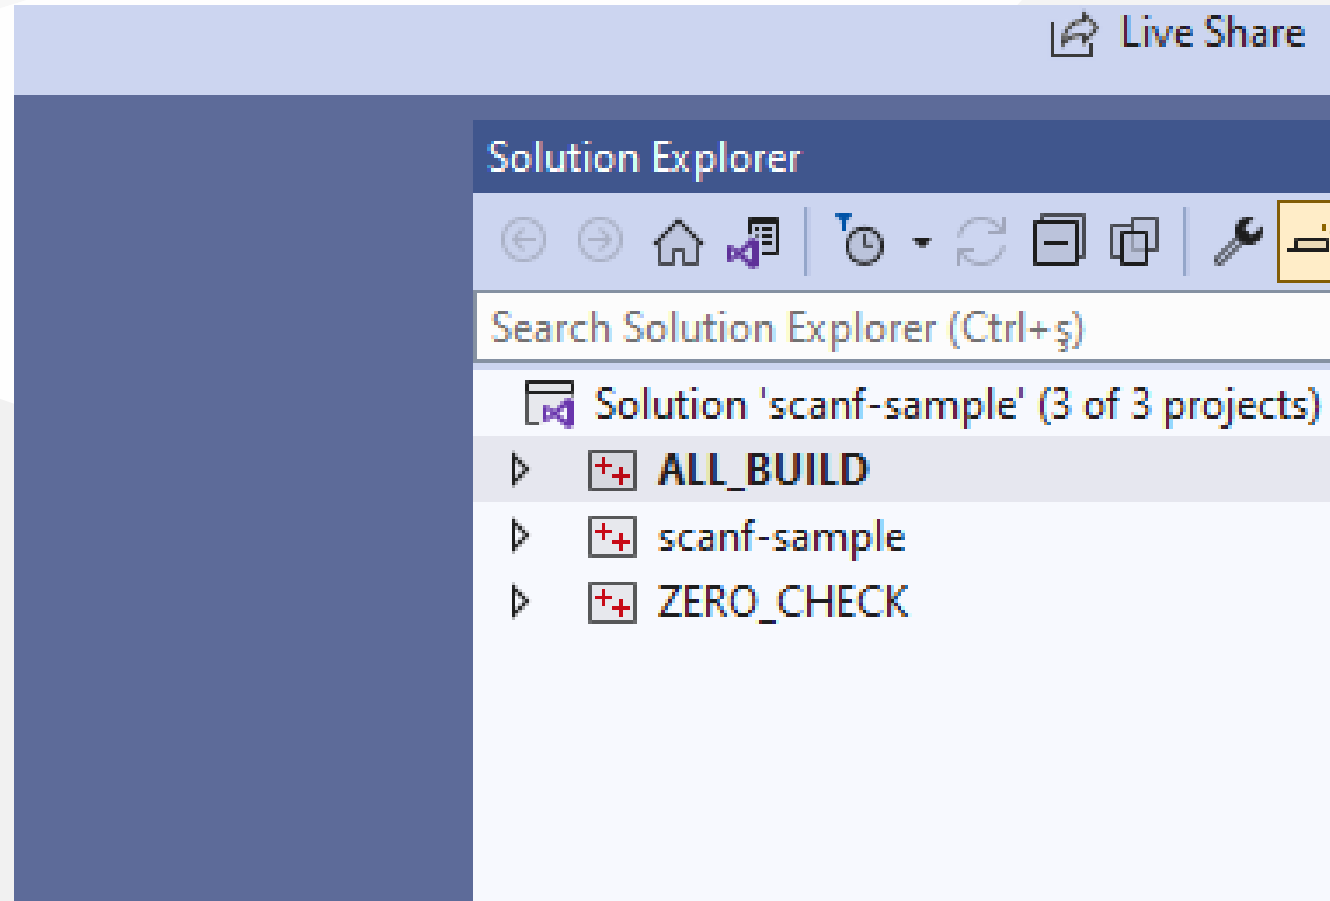 Live Share
Solution Explorer
Search Solution Explorer (Ctrl+ş)
Solution 'scanf-sample' (3 of 3 projects)
ALL_BUILD
scanf-sample
ZERO_CHECK